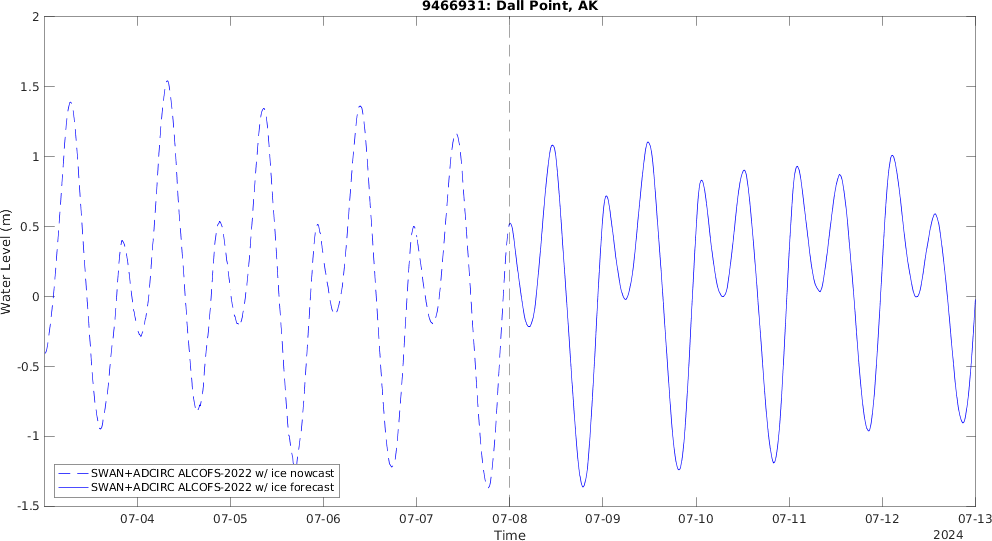 9466931: Dall Point, AK
Water Level (m)
2
1.5
1
0.5
0
-0.5
-1
-1.5
SWAN+ADCIRC ALCOFS-2022 w/ ice nowcast
SWAN+ADCIRC ALCOFS-2022 w/ ice forecast
07-04 07-05 07-06 07-07 07-08 07-09 07-10 07-11 07-12 07-13
Time
2024